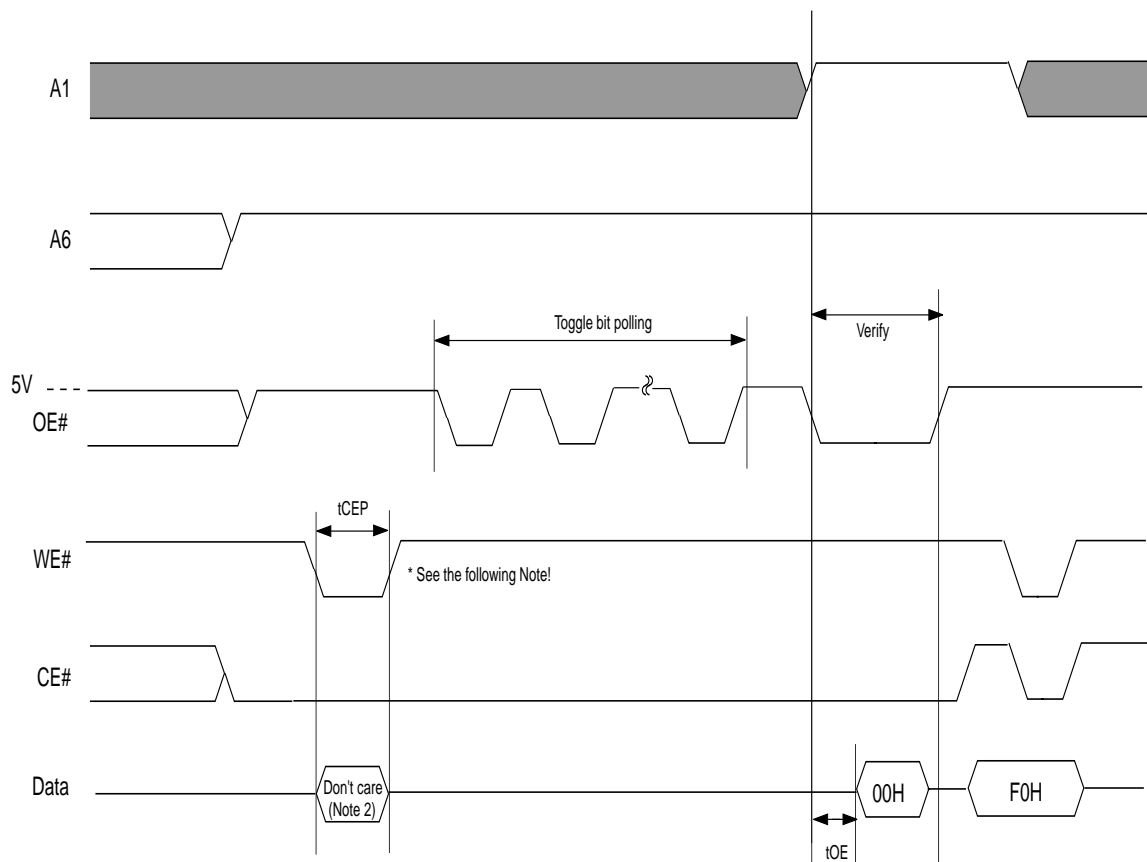 A1
A6
Toggle bit polling
Verify
5V
OE#
tCEP
WE#
* See the following Note!
CE#
Data
Don't care
(Note 2)
00H
F0H
tOE